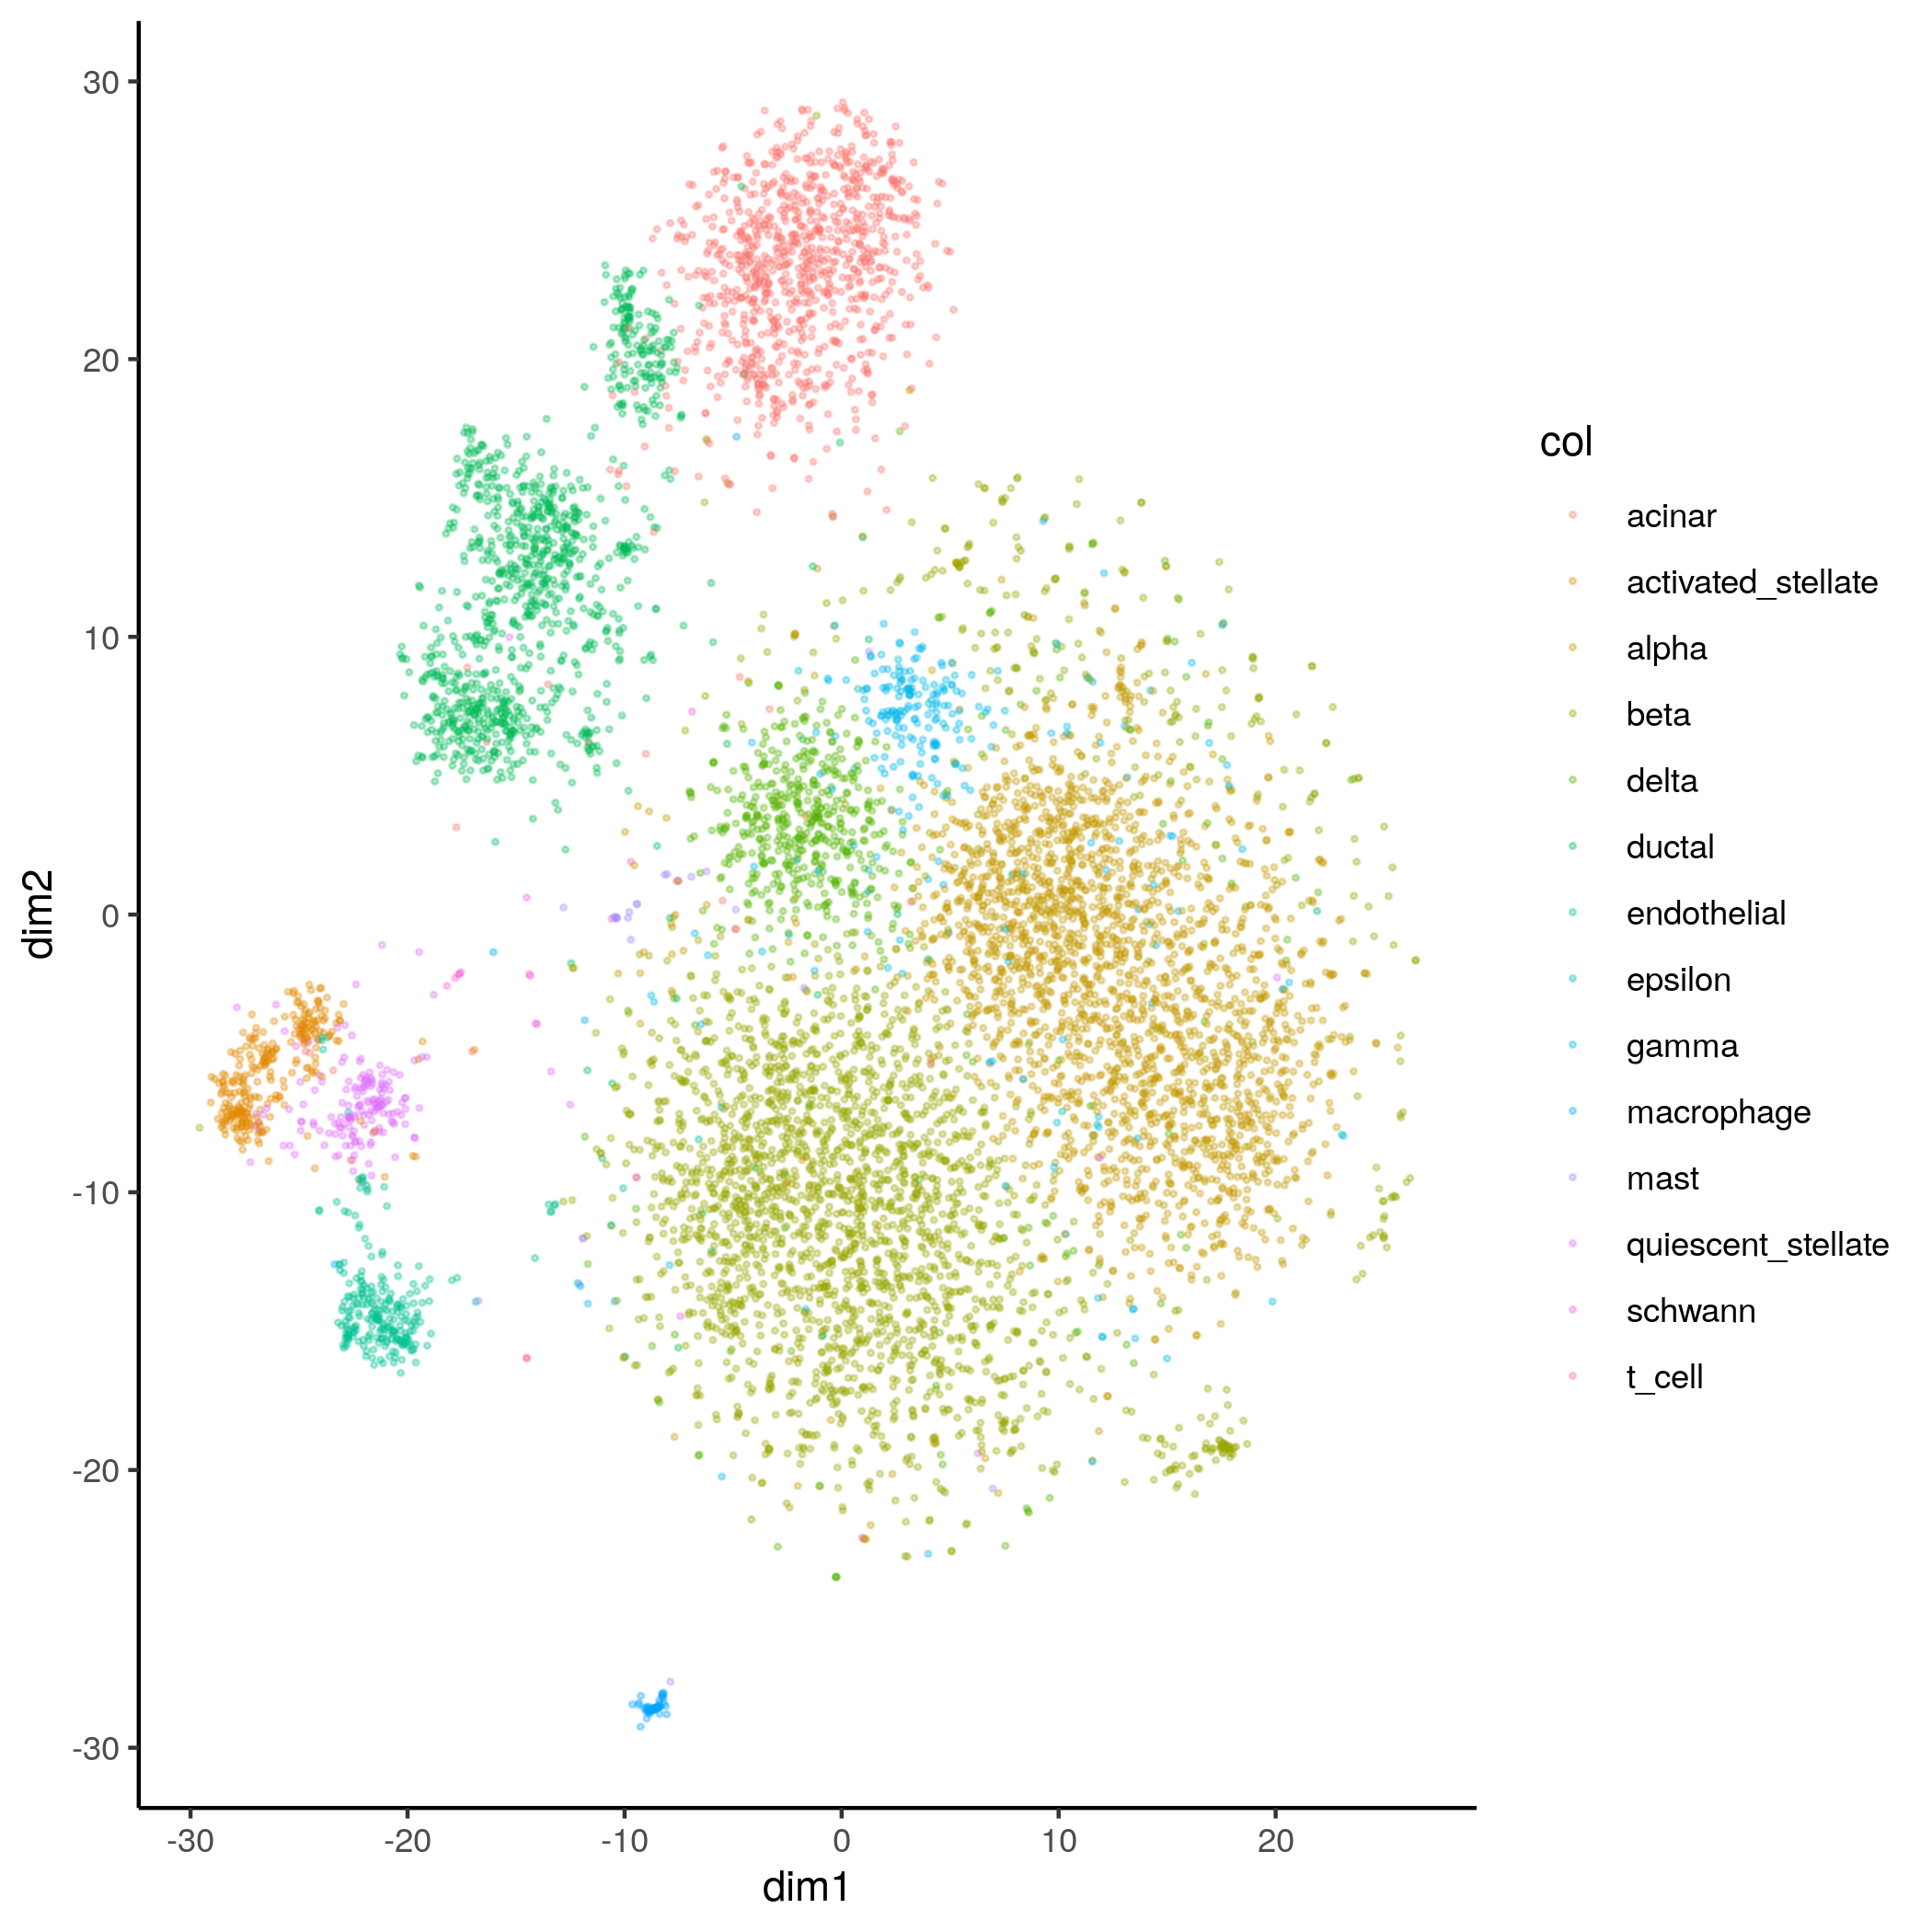 30
20
10
0
-10
-20
-30
dim2
-30 -20 -10 0 10 20
dim1
col
acinar
activated_stellate
alpha
beta
delta
ductal
endothelial
epsilon
gamma
macrophage
mast
quiescent_stellate
schwann
t_cell